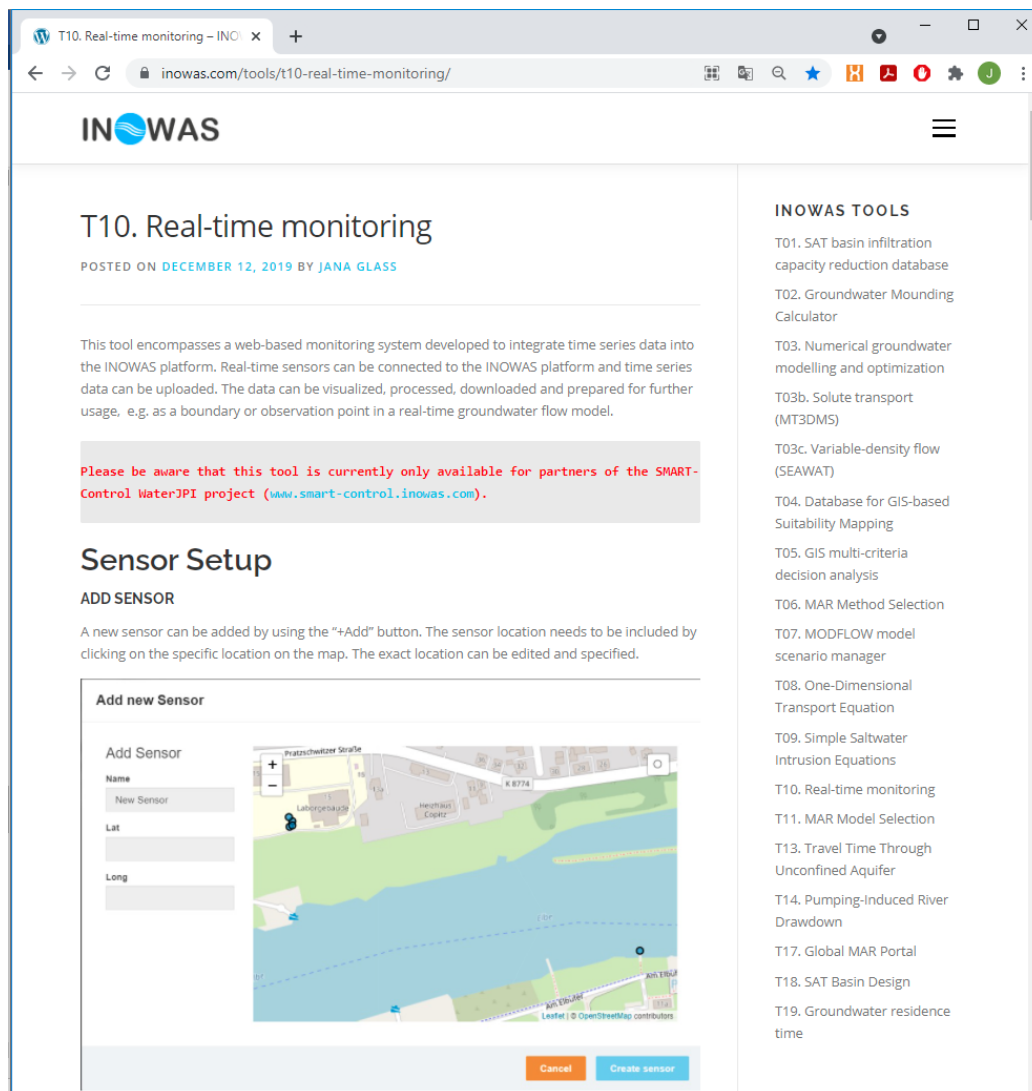 T10. Real-time monitoring – INO
inowas.com/tools/t10-real-time-monitoring/
J
INOWAS
T10. Real-time monitoring
POSTED ON DECEMBER 12, 2019 BY JANA GLASS
This tool encompasses a web-based monitoring system developed to integrate time series data into
the INOWAS platform. Real-time sensors can be connected to the INOWAS platform and time series
data can be uploaded. The data can be visualized, processed, downloaded and prepared for further
usage, e.g. as a boundary or observation point in a real-time groundwater flow model.
Please be aware that this tool is currently only available for partners of the SMART-
Control WaterJPI project (www.smart-control.inowas.com).
Sensor Setup
ADD SENSOR
A new sensor can be added by using the “+Add” button. The sensor location needs to be included by
clicking on the specific location on the map. The exact location can be edited and specified.
Add new Sensor
Add Sensor
Name
New Sensor
Lat
Long
+
−
Pratzschwitzer Straße
K 8774
Laborgebäude
Heizhaus
Copitz
Am Elbufer
Leaflet | © OpenStreetMap contributors
Cancel
Create sensor
INOWAS TOOLS
T01. SAT basin infiltration
capacity reduction database
T02. Groundwater Mounding
Calculator
T03. Numerical groundwater
modelling and optimization
T03b. Solute transport
(MT3DMS)
T03c. Variable-density flow
(SEAWAT)
T04. Database for GIS-based
Suitability Mapping
T05. GIS multi-criteria
decision analysis
T06. MAR Method Selection
T07. MODFLOW model
scenario manager
T08. One-Dimensional
Transport Equation
T09. Simple Saltwater
Intrusion Equations
T10. Real-time monitoring
T11. MAR Model Selection
T13. Travel Time Through
Unconfined Aquifer
T14. Pumping-Induced River
Drawdown
T17. Global MAR Portal
T18. SAT Basin Design
T19. Groundwater residence
time